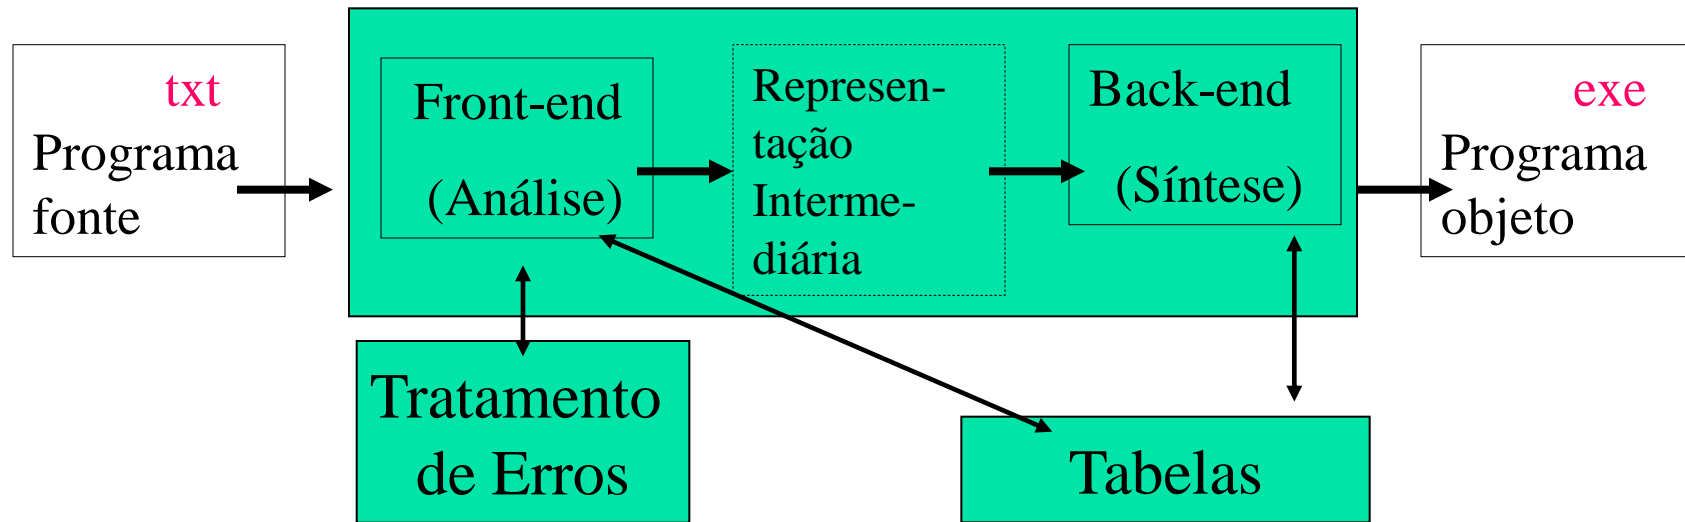 txt
Programa
fonte
Front-end
(Análise)
Represen-
tação
Interme-
diária
Back-end
(Síntese)
exe
Programa
objeto
Tratamento
de Erros
Tabelas